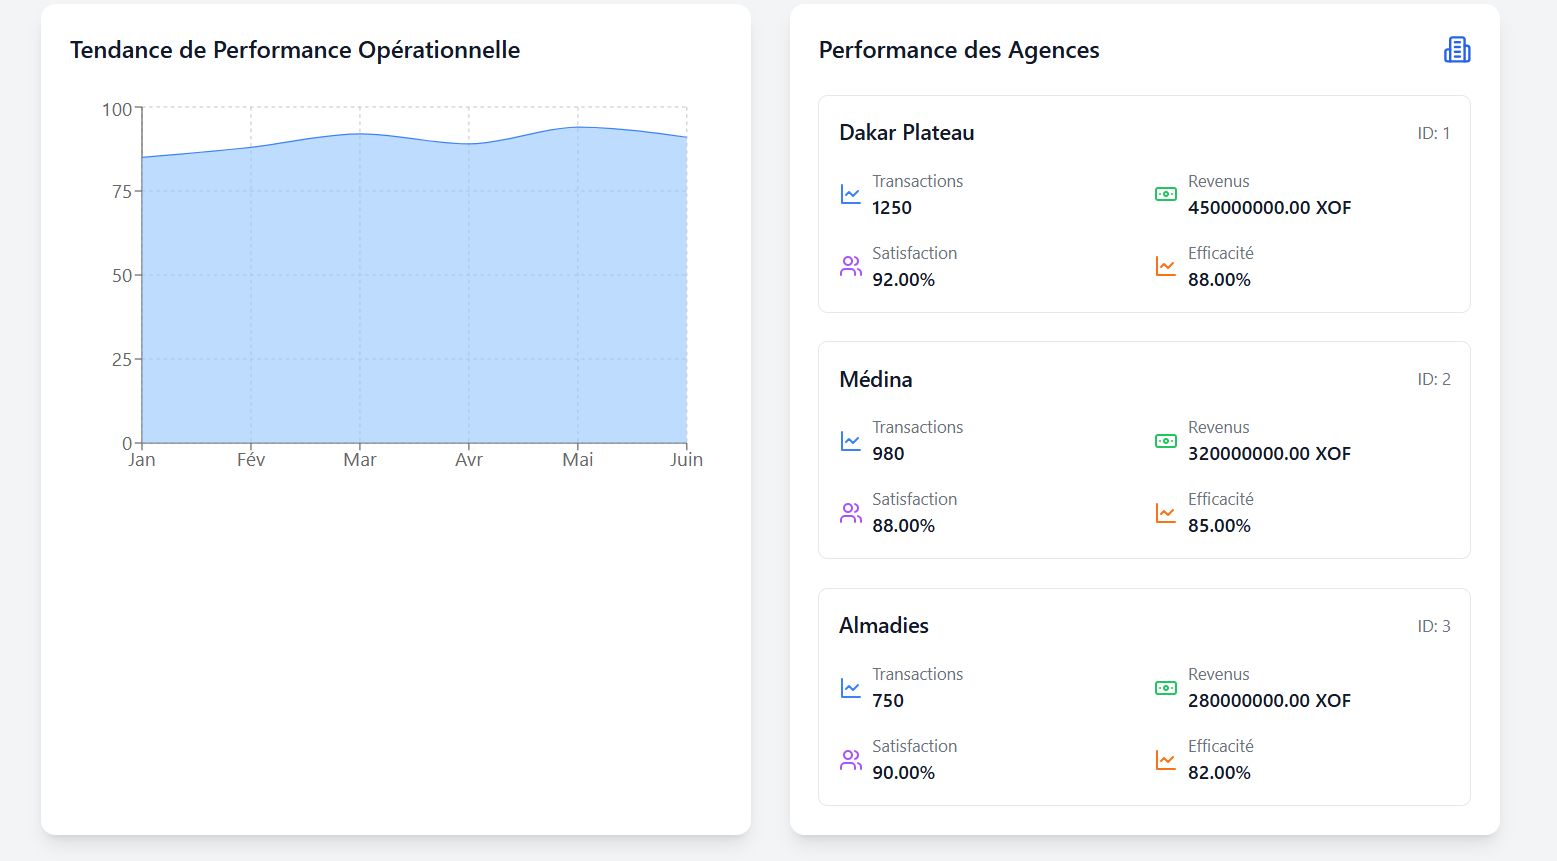 Tendance de Performance Opérationnelle
100
75
50
25
0
Jan Fév Mar Avr Mai Juin
Performance des Agences
Dakar Plateau ID: 1
Transactions Revenus
1250 450000000.00 XOF
Satisfaction Efficacité
92.00% 88.00%
Médina ID: 2
Transactions Revenus
980 320000000.00 XOF
Satisfaction Efficacité
88.00% 85.00%
Almadies ID: 3
Transactions Revenus
750 280000000.00 XOF
Satisfaction Efficacité
90.00% 82.00%